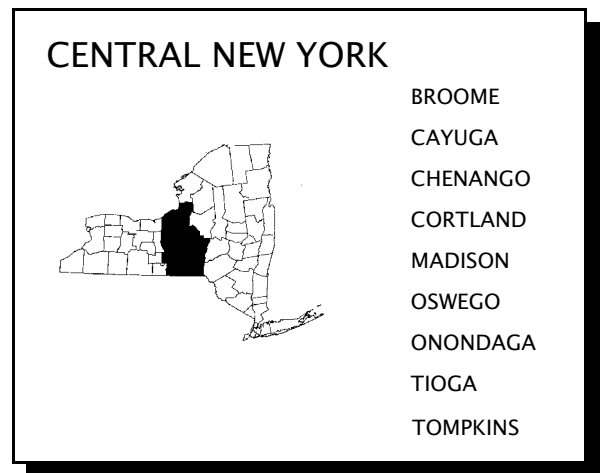 CENTRAL NEW YORK
BROOME
CAYUGA
CHENANGO
CORTLAND
MADISON
OSWEGO
ONONDAGA
TIOGA
TOMPKINS